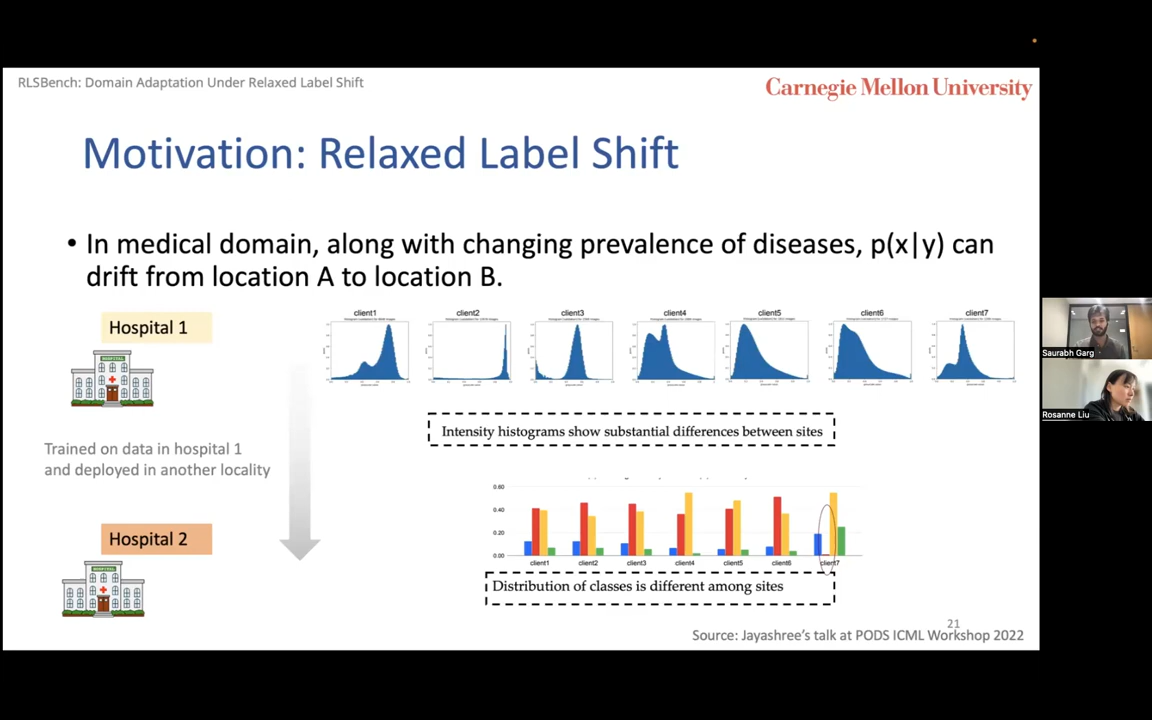 RLSBench: Domain Adaptation Under Relaxed Label Shift
Carnegie Mellon University
Motivation: Relaxed Label Shift
• In medical domain, along with changing prevalence of diseases, p(x|y) can
drift from location A to location B.
Hospital 1
HOSPITAL
client1 client2 client3 client4 client5 client6 client7
Intensity histograms show substantial differences between sites
Trained on data in hospital 1
and deployed in another locality
0.60
0.40
0.20
0.00
client1 client2 client3 client4 client5 client6 client7
Distribution of classes is different among sites
Hospital 2
HOSPITAL
21
Source: Jayashree's talk at PODS ICML Workshop 2022
Saurabh Garg
Rosanne Liu